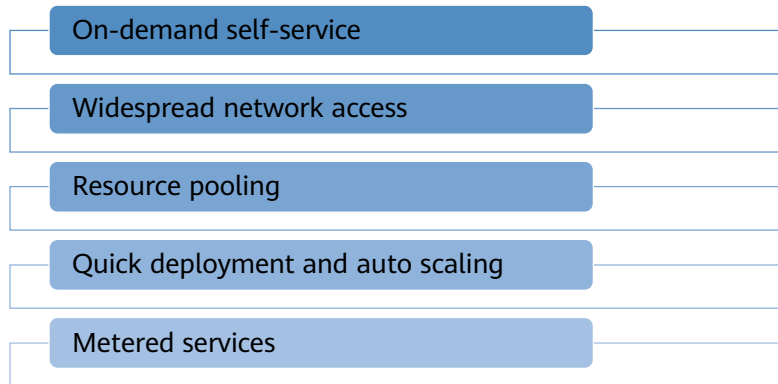 On-demand self-service
Widespread network access
Resource pooling
Quick deployment and auto scaling
Metered services